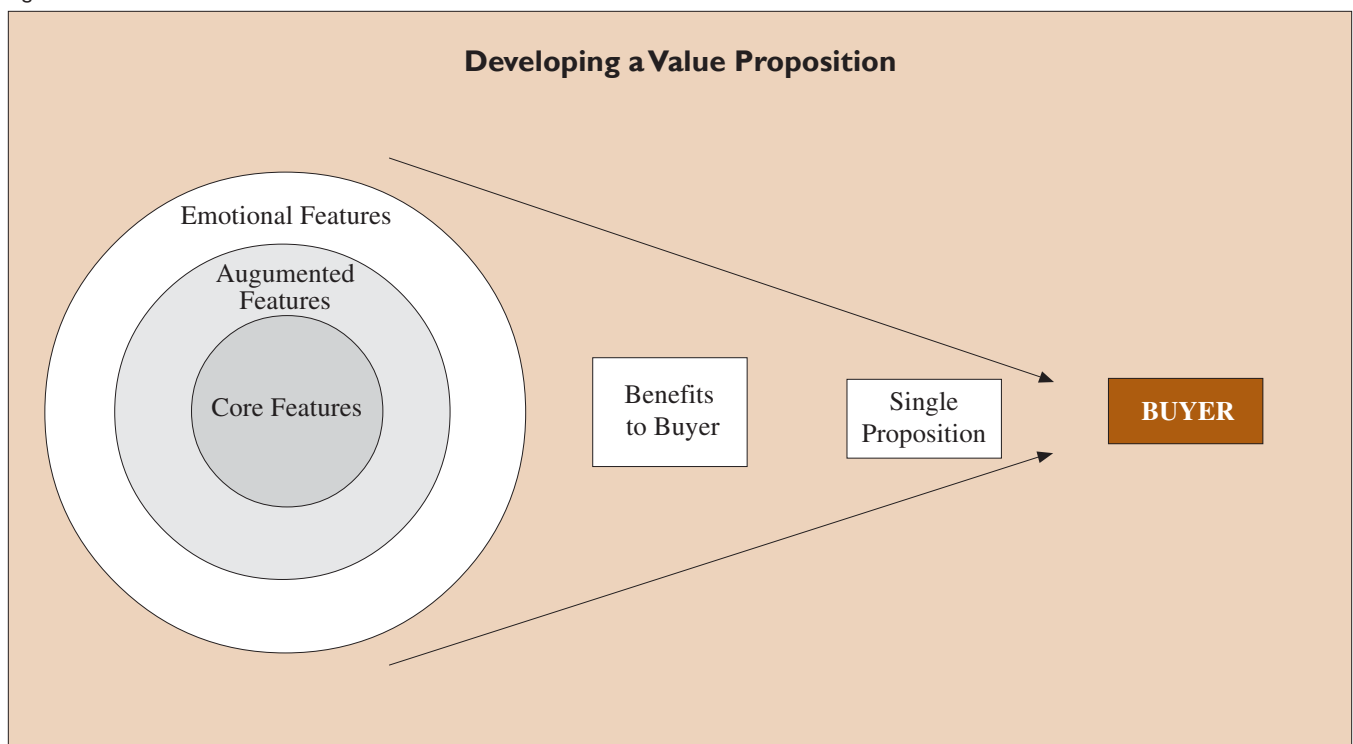 Developing a Value Proposition
Emotional Features
Augumented
Features
Core Features
Benefits
to Buyer
Single
Proposition
BUYER